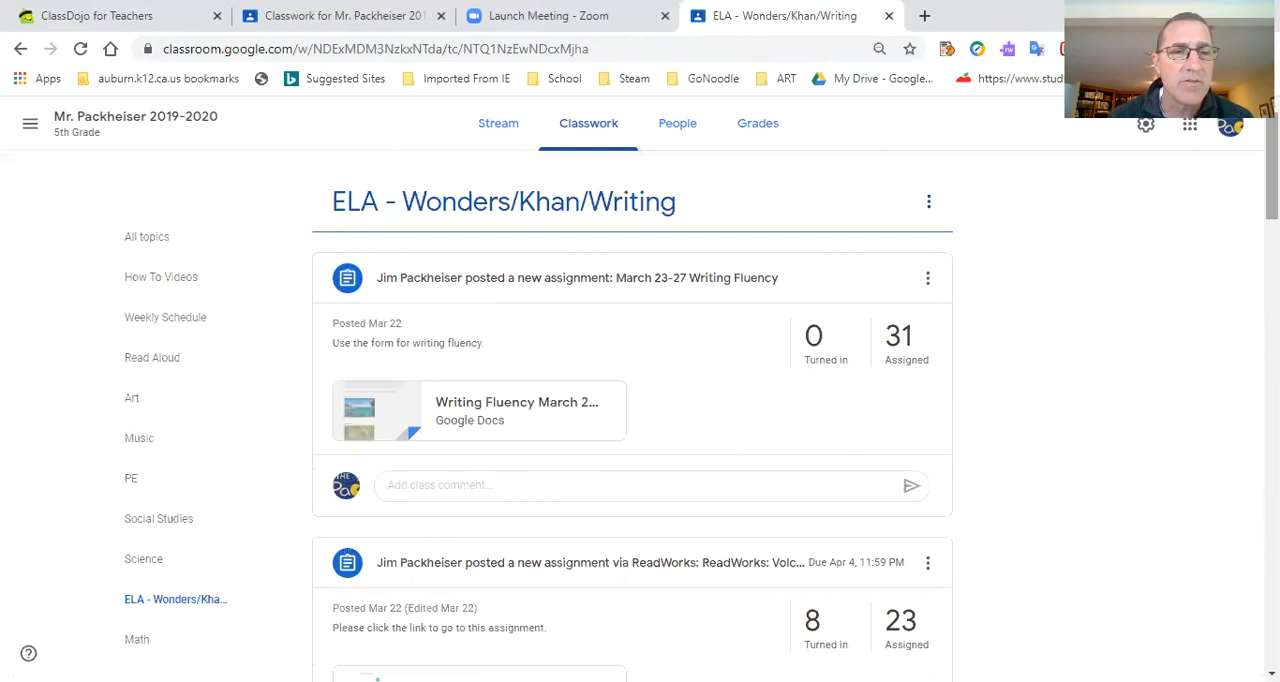 ClassDojo for Teachers
Classwork for Mr. Packheiser 201
Launch Meeting - Zoom
ELA - Wonders/Khan/Writing
classroom.google.com/w/NDExMDM3NzkxNTda/tc/NTQ1NzEwNDcxMjha
Apps
auburn.k12.ca.us bookmarks
Suggested Sites
Imported From IE
School
Steam
GoNoodle
ART
My Drive - Google...
https://www.stud
Mr. Packheiser 2019-2020
5th Grade
Stream
Classwork
People
Grades
ELA - Wonders/Khan/Writing
All topics
How To Videos
Weekly Schedule
Read Aloud
Art
Music
PE
Social Studies
Science
ELA - Wonders/Kha...
Math
Jim Packheiser posted a new assignment: March 23-27 Writing Fluency
Posted Mar 22
Use the form for writing fluency.
0
Turned in
31
Assigned
Writing Fluency March 2...
Google Docs
Add class comment...
Jim Packheiser posted a new assignment via ReadWorks: ReadWorks: Volc...
Due Apr 4, 11:59 PM
Posted Mar 22 (Edited Mar 22)
Please click the link to go to this assignment.
8
Turned in
23
Assigned